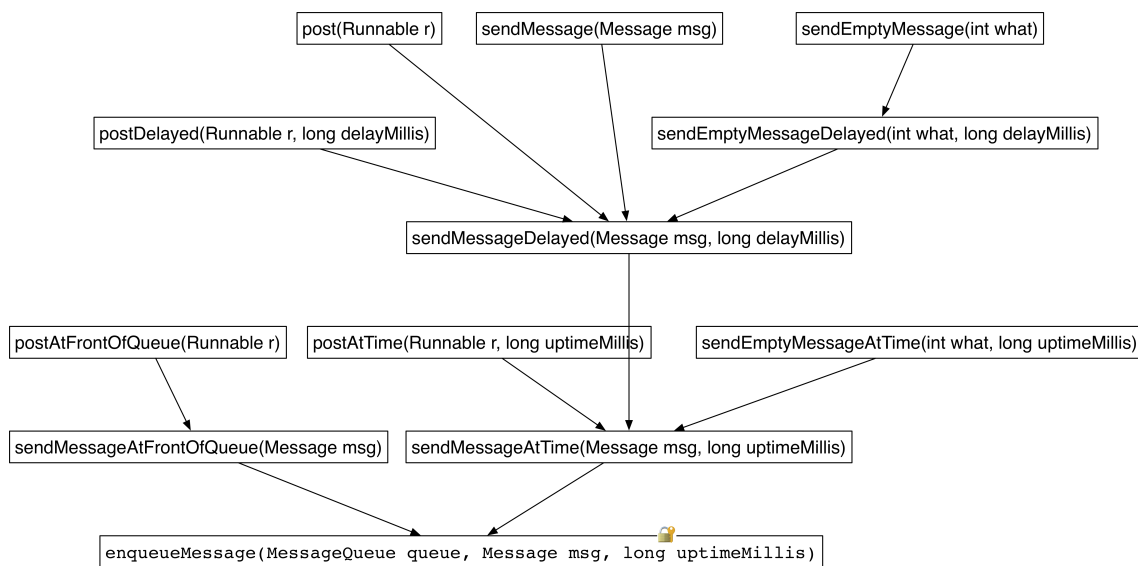 post(Runnable r)
sendMessage(Message msg)
sendEmptyMessage(int what)
postDelayed(Runnable r, long delayMillis)
sendEmptyMessageDelayed(int what, long delayMillis)
sendMessageDelayed(Message msg, long delayMillis)
postAtFrontOfQueue(Runnable r)
postAtTime(Runnable r, long uptimeMillis)
sendEmptyMessageAtTime(int what, long uptimeMillis)
sendMessageAtFrontOfQueue(Message msg)
sendMessageAtTime(Message msg, long uptimeMillis)
enqueueMessage(MessageQueue queue, Message msg, long uptimeMillis)